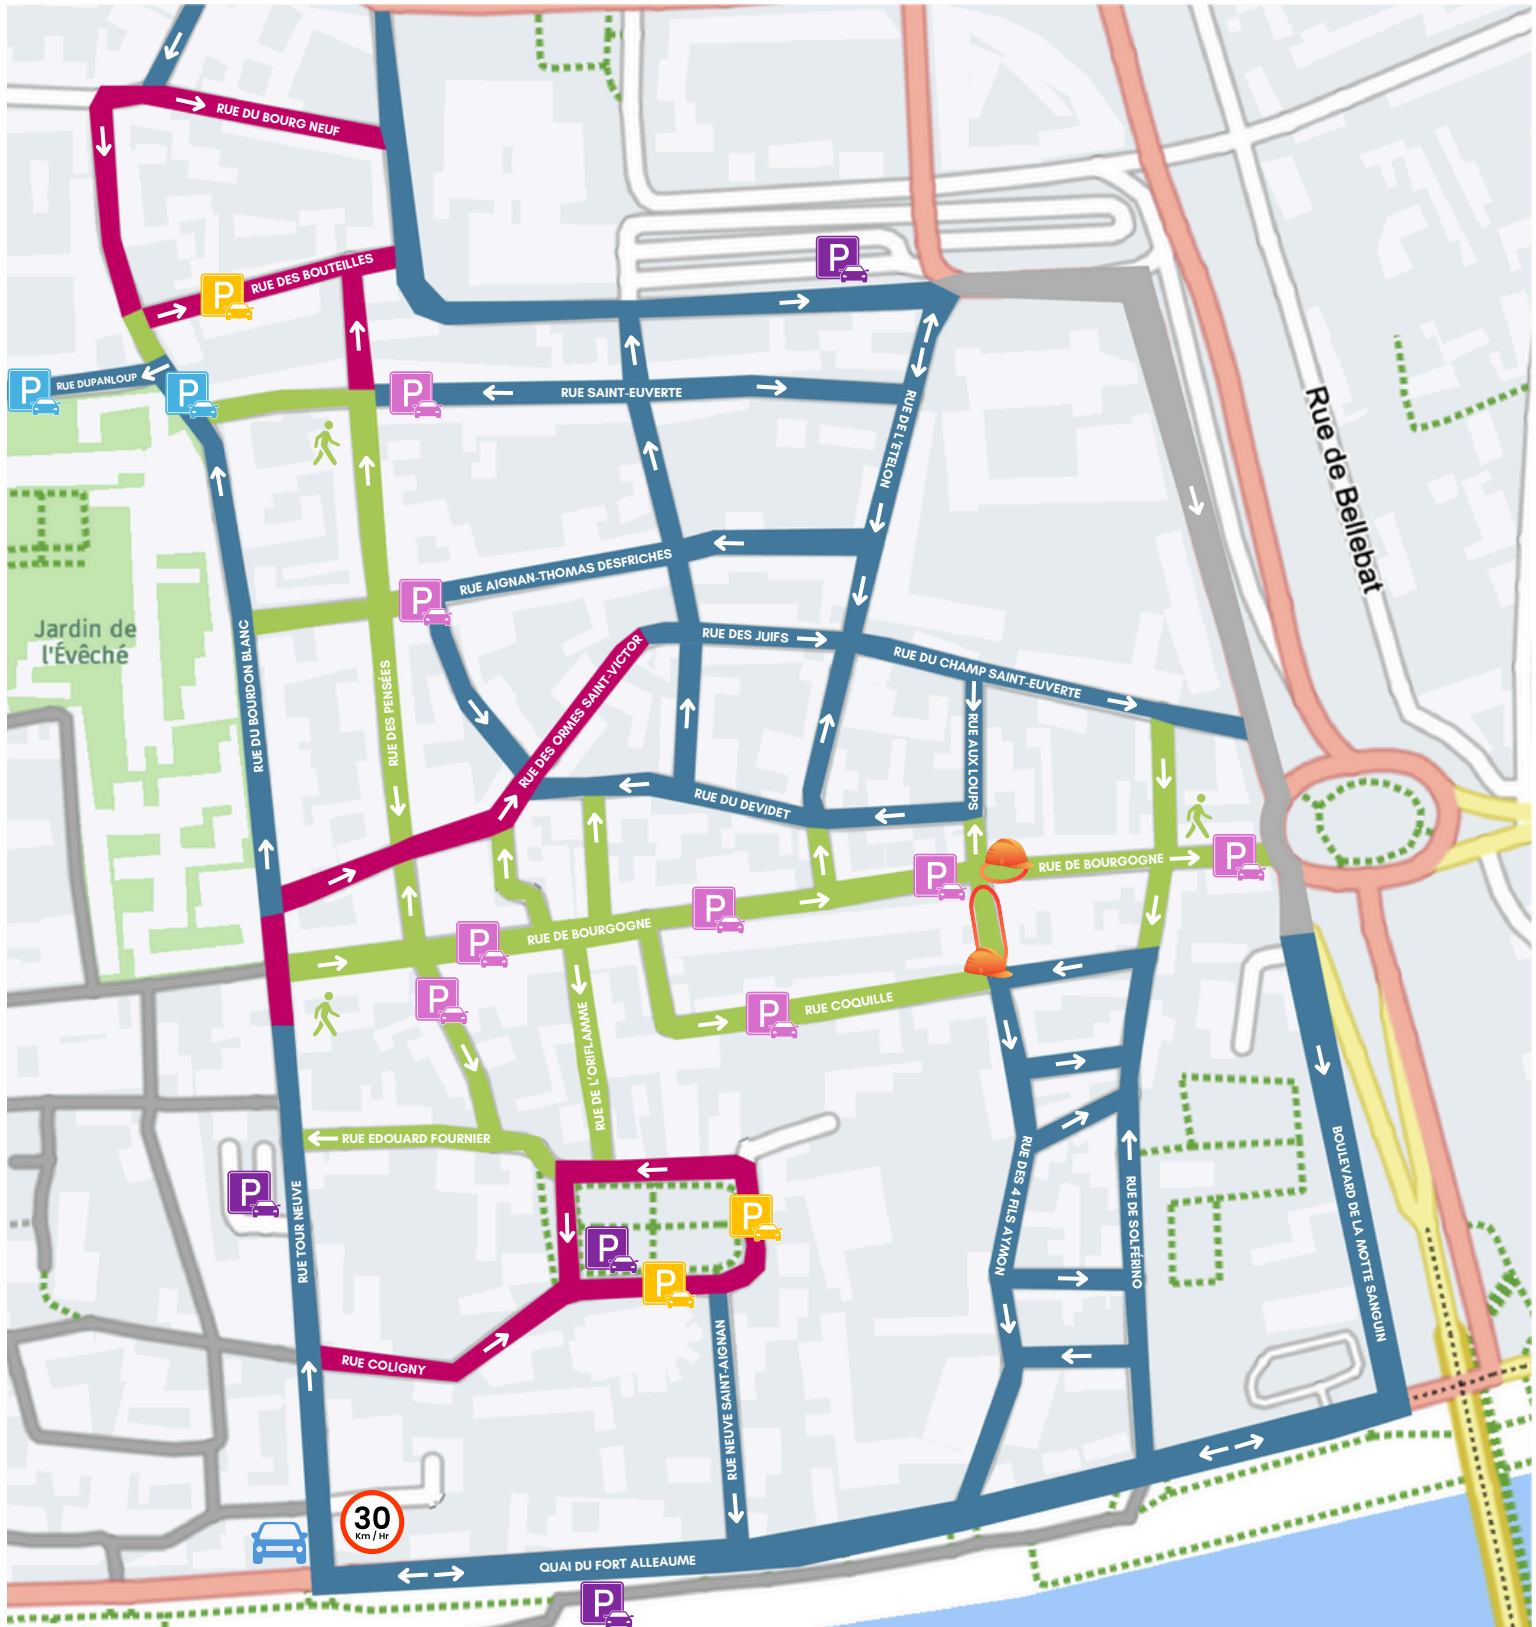 RUE DU BOURG NEUF
P
RUE DES BOUTEILLES
P
P
RUE DUPANLOUP
P
P
RUE SAINT-EUVERTE
Rue de Bellebat
RUE DE L'ETELON
RUE AIGNAN-THOMAS DESFRICHES
P
Jardin de
l'Évêché
RUE DU BOURDON BLANC
RUE DES PENSÉES
RUE DES ORMES SAINT-VICTOR
RUE DES JUIFS
RUE DU CHAMP SAINT-EUVERTE
RUE AUX LOUPS
RUE DU DEVIDET
RUE DE BOURGOGNE
P
P
P
RUE DE BOURGOGNE
P
P
P
RUE COQUILLE
RUE DE L'ORIFLAMME
RUE EDOUARD FOURNIER
P
RUE TOUR NEUVE
P
P
P
RUE DES 4 FILS AYMON
RUE DE SOLFÉRINO
BOULEVARD DE LA MOTTE SANGUIN
RUE COLIGNY
RUE NEUVE SAINT-AIGNAN
30
Km / Hr
QUAI DU FORT ALLEAUME
P